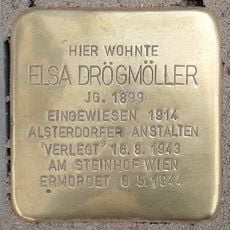 HIER WOHNTE
ELSA DRÖGMÖLLER
JG. 1899
EINGEWIESEN 1914
ALSTERDORFER ANSTALTEN
'VERLEGT' 16.8.1943
AM STEINHOF WIEN
ERMORDET 6.5.1944